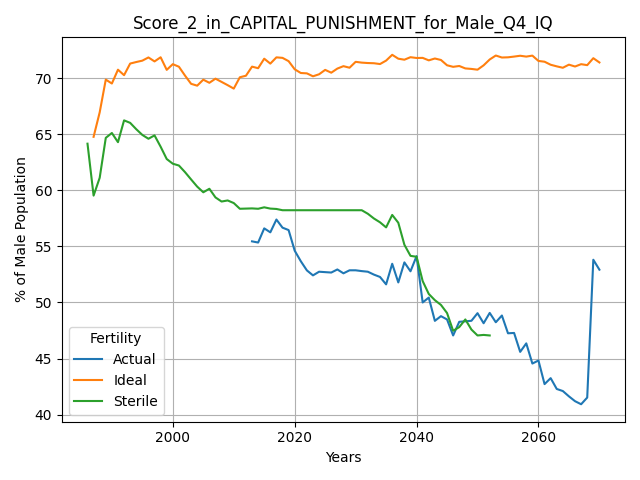 Score_2_in_CAPITAL_PUNISHMENT_for_Male_Q4_IQ
% of Male Population
70
65
60
55
50
45
40
Fertility
Actual
Ideal
Sterile
2000
2020
2040
2060
Years